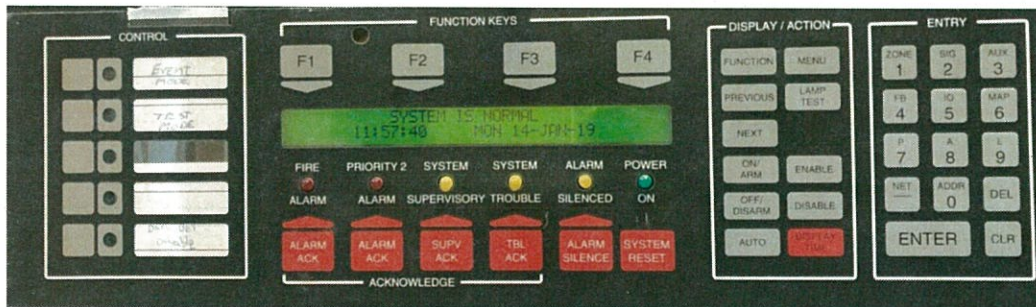 CONTROL
EVENT
MODE
TEST
MODE
FUNCTION KEYS
F1 F2 F3 F4
SYSTEM IS NORMAL
11:57:40 MON 14-JAN-19
FIRE PRIORITY 2 SYSTEM SYSTEM ALARM POWER
ALARM ALARM SUPERVISORY TROUBLE SILENCED ON
ALARM ALARM SUPV TBL ALARM SYSTEM
ACK ACK ACK ACK SILENCE RESET
ACKNOWLEDGE
DISPLAY / ACTION
FUNCTION MENU
PREVIOUS LAMP
TEST
NEXT
ON/
ARM ENABLE
OFF/
DISARM DISABLE
AUTO DISPLAY
TIME
ENTRY
ZONE SIG AUX
1 2 3
FB IO MAP
4 5 6
P A L
7 8 9
NET ADDR DEL
0
ENTER CLR